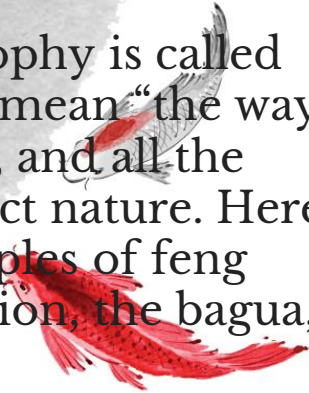 ophy is called
mean “the way
, and all the
ct nature. Here
ples of feng
ion, the bagua,